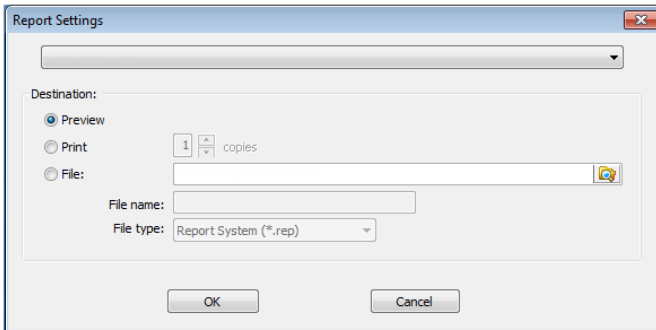 Report Settings
Destination:
Preview
Print 1 copies
File:
File name:
File type: Report System (*.rep)
OK Cancel